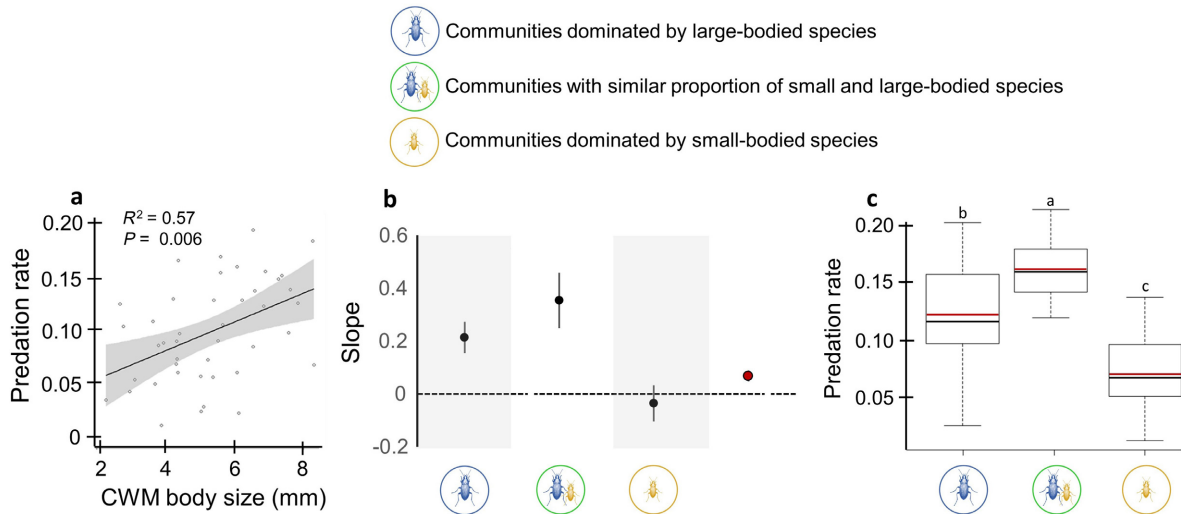 Communities dominated by large-bodied species
Communities with similar proportion of small and large-bodied species
Communities dominated by small-bodied species
a
R² = 0.57
P = 0.006
Predation rate
0.20
0.15
0.10
0.05
0
2
4
6
8
CWM body size (mm)
b
Slope
0.6
0.4
0.2
0
-0.2
c
Predation rate
0.20
0.15
0.10
0.05
b
a
c